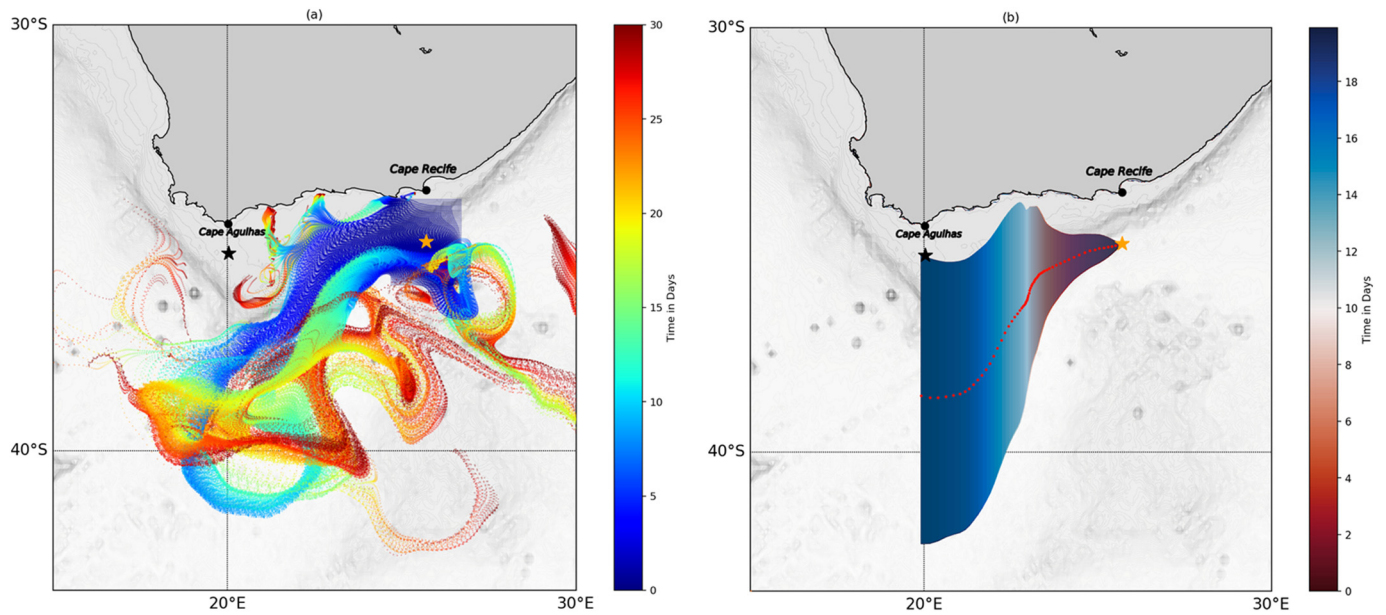 (a)
30°S
Cape Recife
Cape Agulhas
40°S
20°E
30°E
30
25
20
15
10
5
0
Time in Days
(b)
30°S
Cape Recife
Cape Agulhas
40°S
20°E
30°E
18
16
14
12
10
8
6
4
2
0
Time in Days